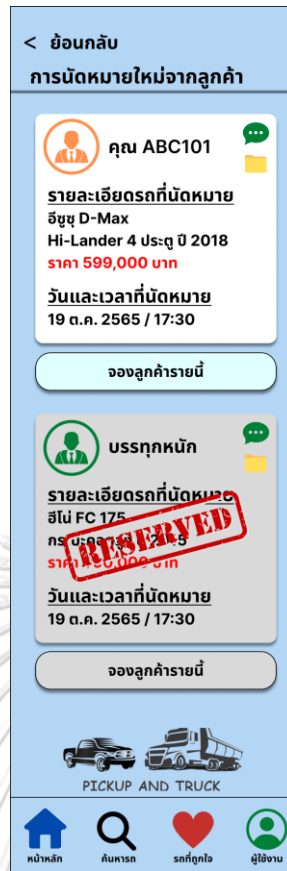 < ย้อนกลับ
การนัดหมายใหม่จากลูกค้า
คุณ ABC101
รายละเอียดรถที่นัดหมาย
อีซูซุ D-Max
Hi-Lander 4 ประตู ปี 2018
ราคา 599,000 บาท
วันและเวลาที่นัดหมาย
19 ต.ค. 2565 / 17:30
จองลูกค้ารายนี้
บรรทุกหนัก
รายละเอียดรถที่นัดหมาย
ฮีโน่ FC 175
RESERVED
ราคา
วันและเวลาที่นัดหมาย
19 ต.ค. 2565 / 17:30
จองลูกค้ารายนี้
PICKUP AND TRUCK
หน้าหลัก
ค้นหารถ
รถที่ถูกใจ
ผู้ใช้งาน